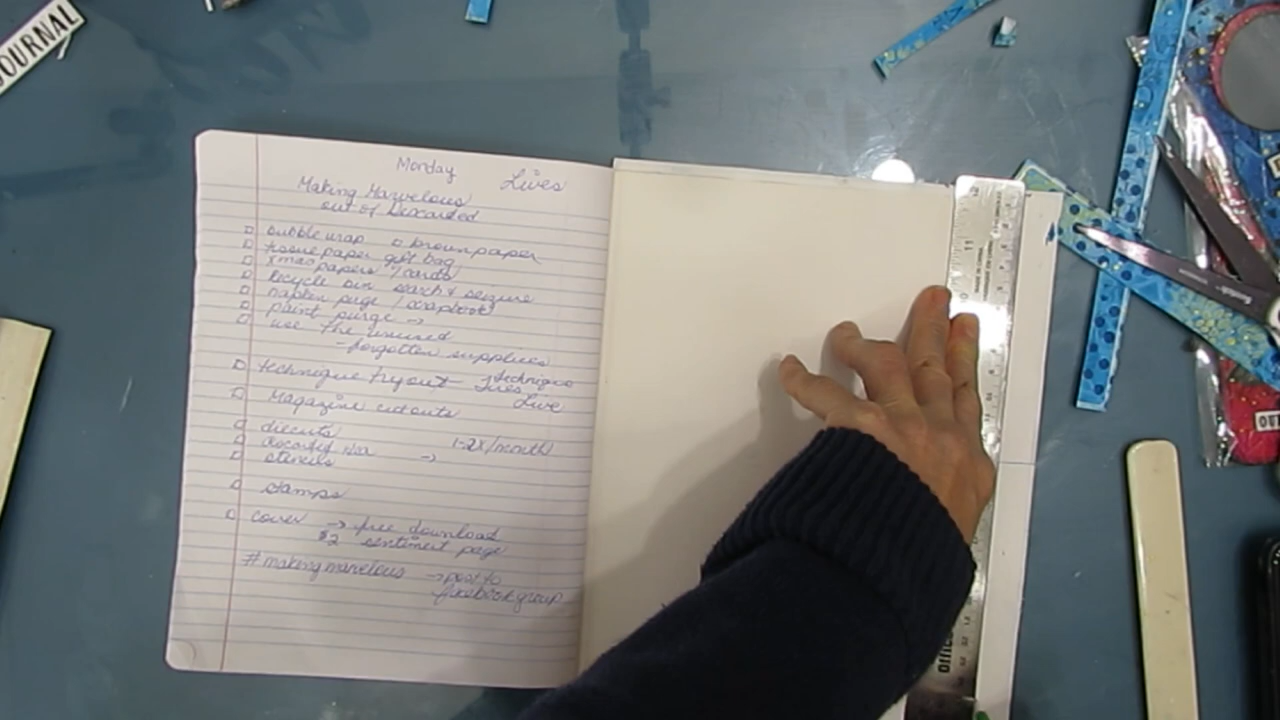 JOURNAL
Monday
Lives
Making Marvelous
out of Discarded
bubble wrap □ brown paper
tissue paper gift bag
xmas papers / cards
recycle bin search & seizure
napkin page / scrapbook
paint purge →
use the unused
- forgotten supplies
technique tryout - technique
Lives
Magazine cutouts Live
diecuts
1-2x/month
→
stencils
stamps
cover → free download
$2 sentiment page
#makingmarvelous → post to
facebook group
11
12
OU